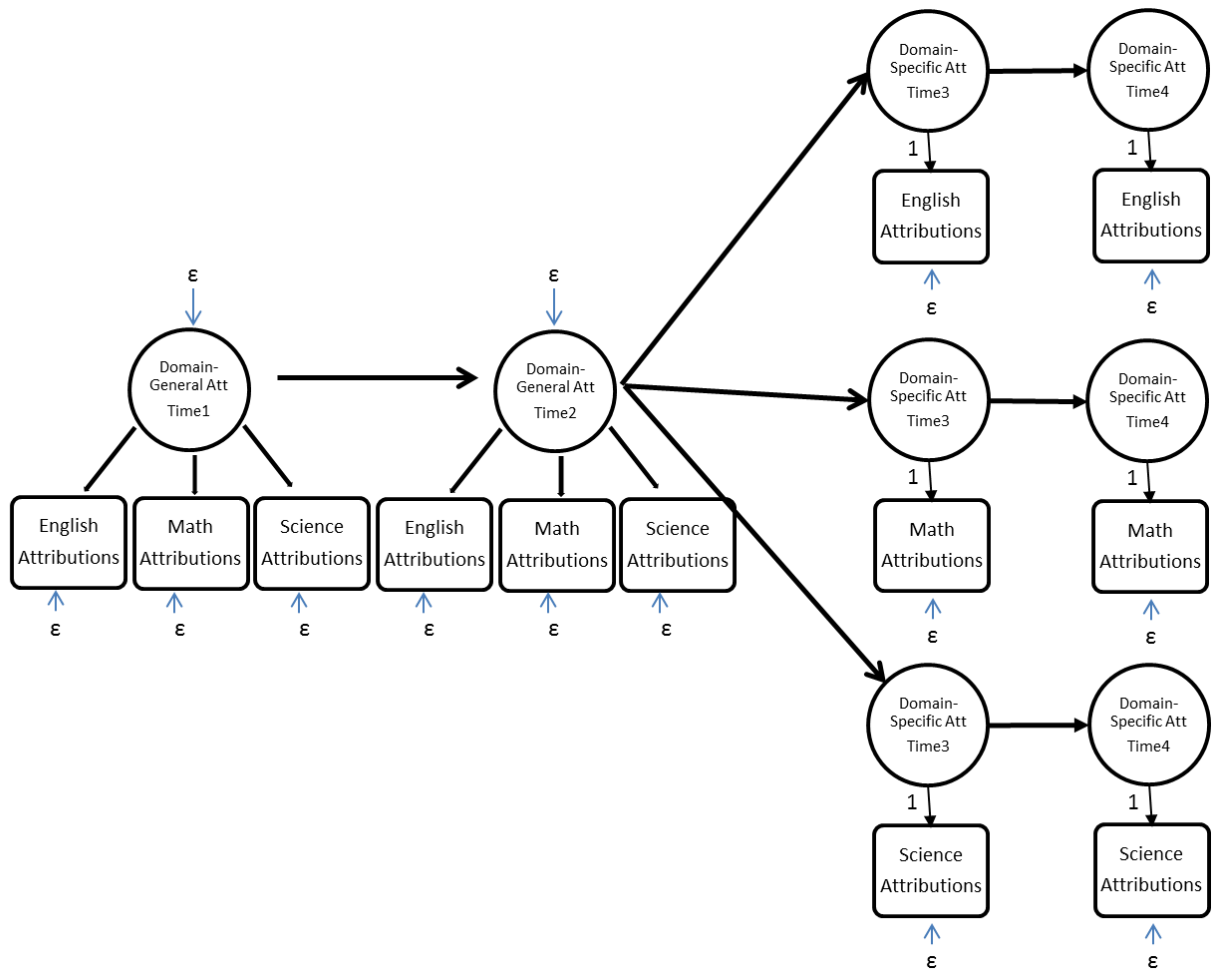 Domain-
Specific Att
Time3
Domain-
Specific Att
Time4
1
1
English
Attributions
English
Attributions
ε
ε
ε
ε
Domain-
General Att
Time1
Domain-
General Att
Time2
Domain-
Specific Att
Time3
Domain-
Specific Att
Time4
1
1
English
Attributions
Math
Attributions
Science
Attributions
English
Attributions
Math
Attributions
Science
Attributions
Math
Attributions
Math
Attributions
ε
ε
ε
ε
ε
ε
ε
ε
Domain-
Specific Att
Time3
Domain-
Specific Att
Time4
1
1
Science
Attributions
Science
Attributions
ε
ε